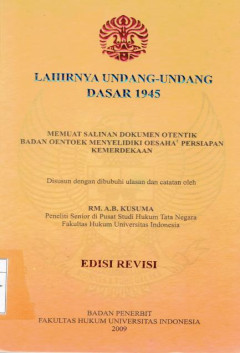 LAHIRNYA UNDANG-UNDANG
DASAR 1945
MEMUAT SALINAN DOKUMEN OTENTIK
BADAN OENTOEK MENYELIDIKI OESAHA² PERSIAPAN
KEMERDEKAAN
Disusun dengan dibubuhi ulasan dan catatan oleh
RM. A.B. KUSUMA
Peneliti Senior di Pusat Studi Hukum Tata Negara
Fakultas Hukum Universitas Indonesia
EDISI REVISI
BADAN PENERBIT
FAKULTAS HUKUM UNIVERSITAS INDONESIA
2009